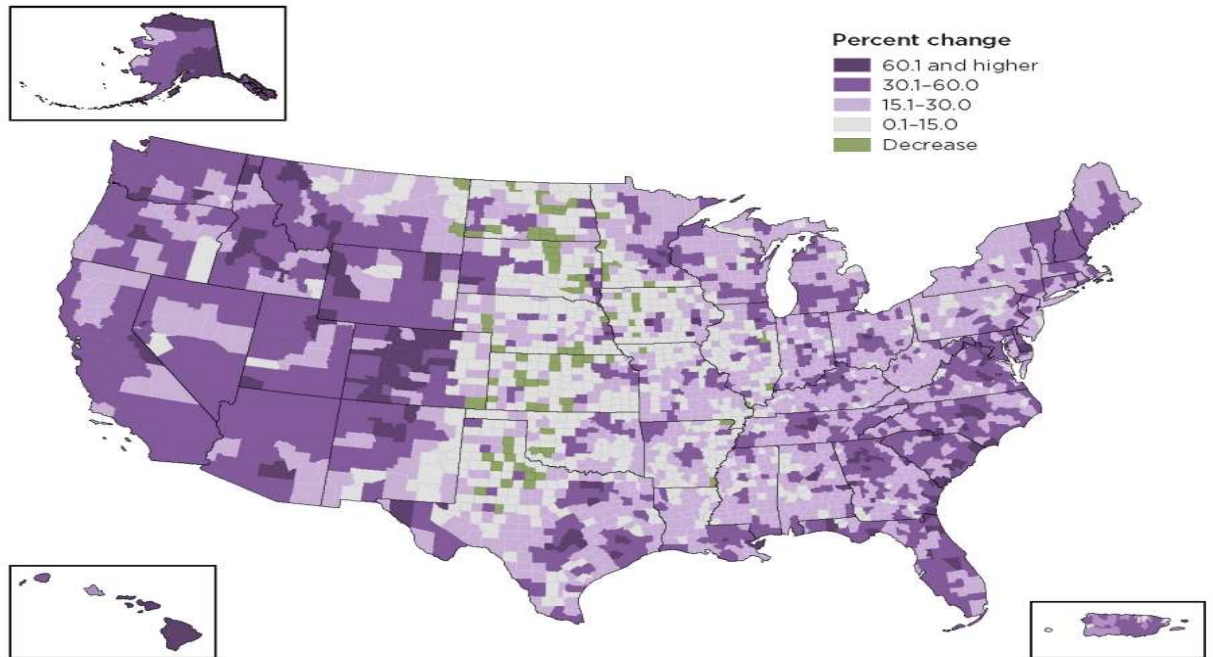 Percent change
60.1 and higher
30.1–60.0
15.1–30.0
0.1–15.0
Decrease